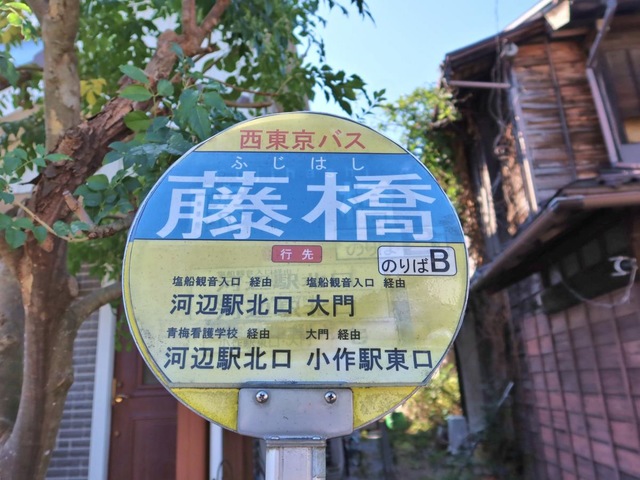 西東京バス
ふじはし
藤橋
行先
のりばB
塩船観音入口 経由 塩船観音入口 経由
河辺駅北口 大門
青梅看護学校 経由 大門 経由
河辺駅北口 小作駅東口